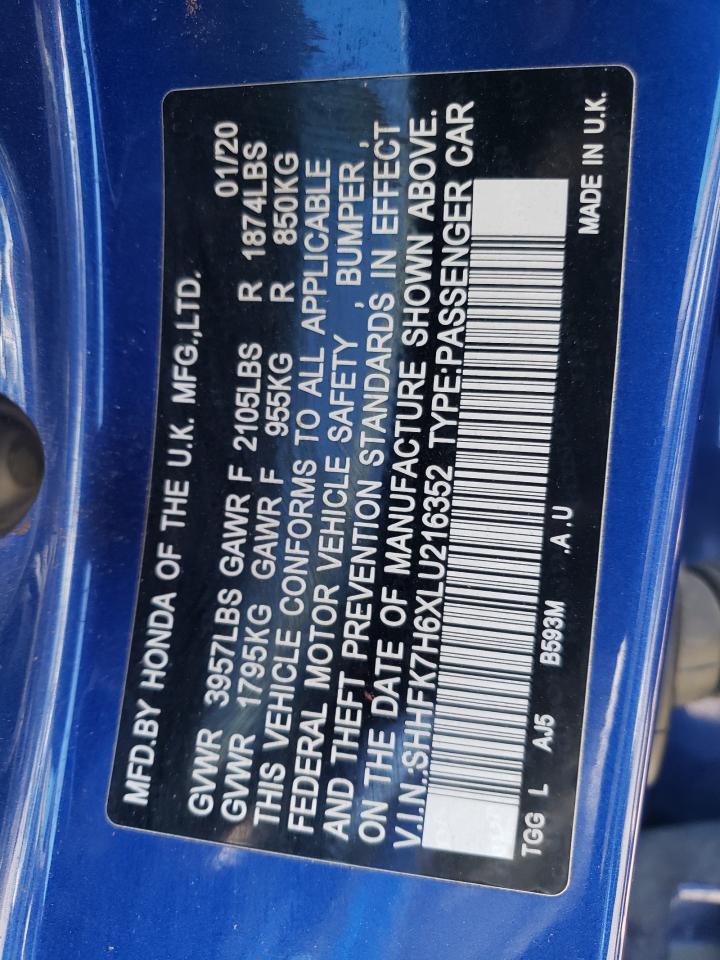 MFD.BY HONDA OF THE U.K. MFG.,LTD. 01/20
GVWR 3957LBS GAWR F 2105LBS R 1874LBS
GVWR 1795KG GAWR F 955KG R 850KG
THIS VEHICLE CONFORMS TO ALL APPLICABLE
FEDERAL MOTOR VEHICLE SAFETY , BUMPER ,
AND THEFT PREVENTION STANDARDS IN EFFECT
ON THE DATE OF MANUFACTURE SHOWN ABOVE.
V.I.N.:SHHFK7H6XLU216352 TYPE:PASSENGER CAR
TGG L AJ5 B593M .A .U MADE IN U.K.